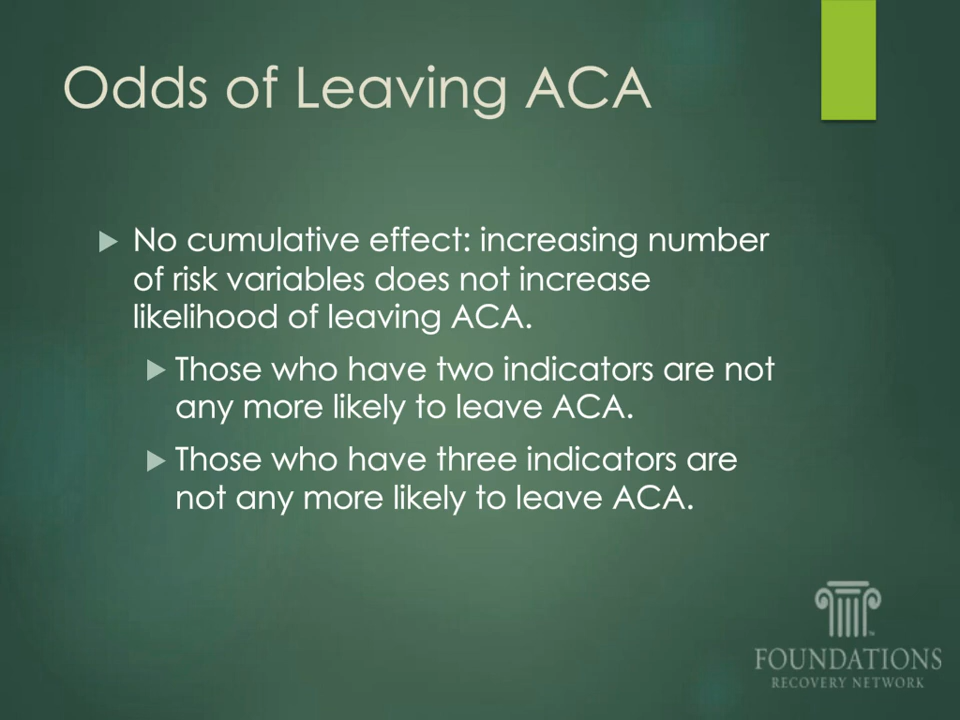 Odds of Leaving ACA
No cumulative effect: increasing number
of risk variables does not increase
likelihood of leaving ACA.
Those who have two indicators are not
any more likely to leave ACA.
Those who have three indicators are
not any more likely to leave ACA.
FOUNDATIONS
RECOVERY NETWORK